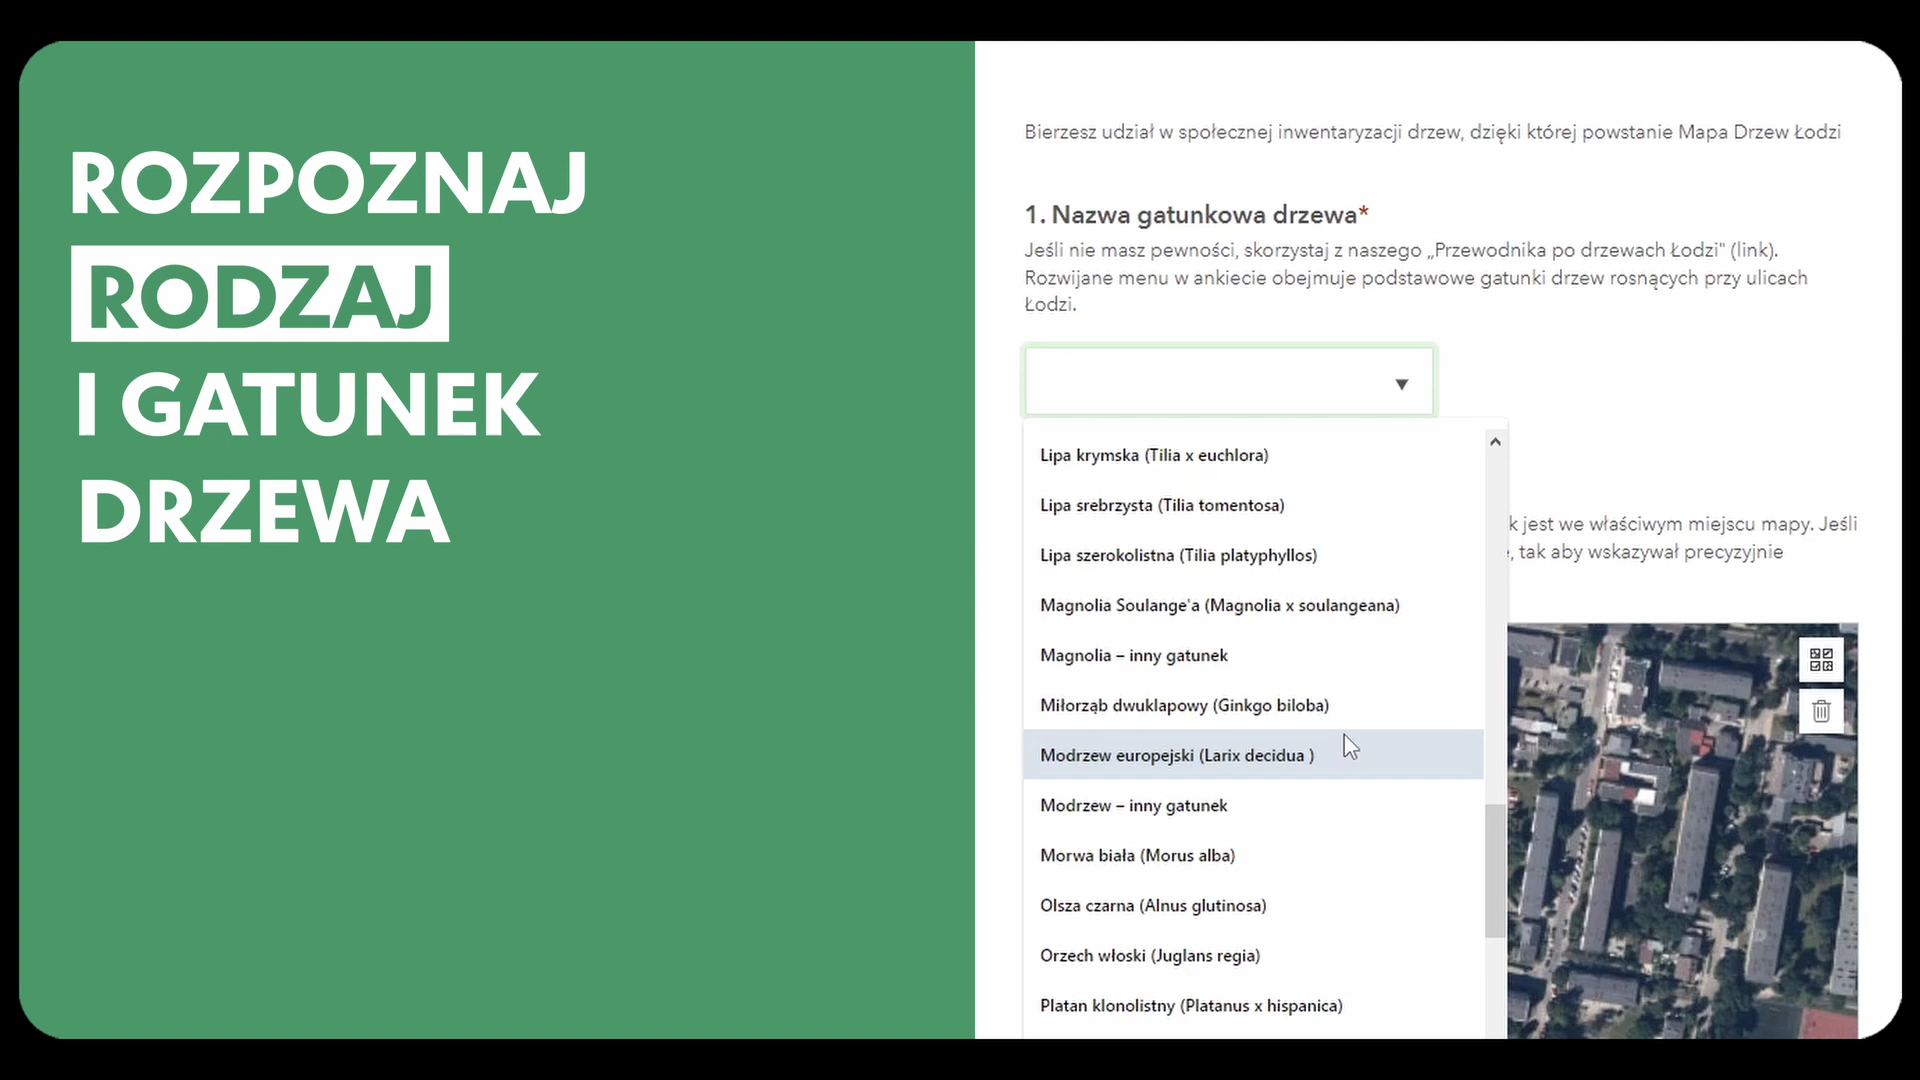 ROZPOZNAJ
RODZAJ
I GATUNEK
DRZEWA
Bierzesz udział w społecznej inwentaryzacji drzew, dzięki której powstanie Mapa Drzew Łodzi
1. Nazwa gatunkowa drzewa*
Jeśli nie masz pewności, skorzystaj z naszego „Przewodnika po drzewach Łodzi" (link).
Rozwijane menu w ankiecie obejmuje podstawowe gatunki drzew rosnących przy ulicach
Łodzi.
Lipa krymska (Tilia x euchlora)
Lipa srebrzysta (Tilia tomentosa)
Lipa szerokolistna (Tilia platyphyllos)
Magnolia Soulange'a (Magnolia x soulangeana)
Magnolia – inny gatunek
Miłorząb dwuklapowy (Ginkgo biloba)
Modrzew europejski (Larix decidua )
Modrzew – inny gatunek
Morwa biała (Morus alba)
Olsza czarna (Alnus glutinosa)
Orzech włoski (Juglans regia)
Platan klonolistny (Platanus x hispanica)
jest we właściwym miejscu mapy. Jeśli
, tak aby wskazywał precyzyjnie